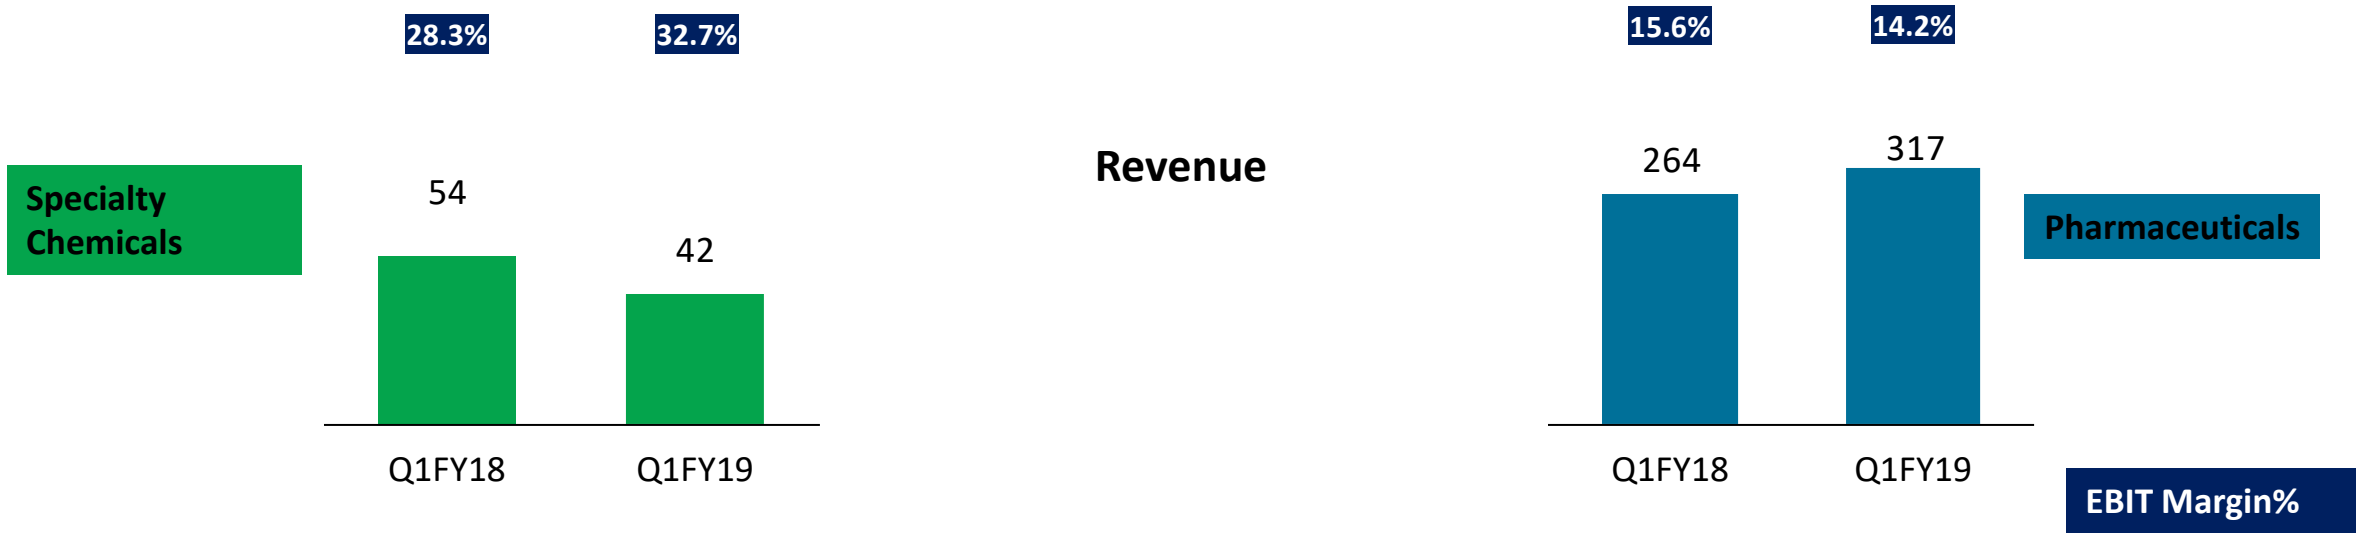 28.3%
32.7%
15.6%
14.2%
Revenue
Specialty
Chemicals
54
42
264
317
Pharmaceuticals
Q1FY18
Q1FY19
Q1FY18
Q1FY19
EBIT Margin%